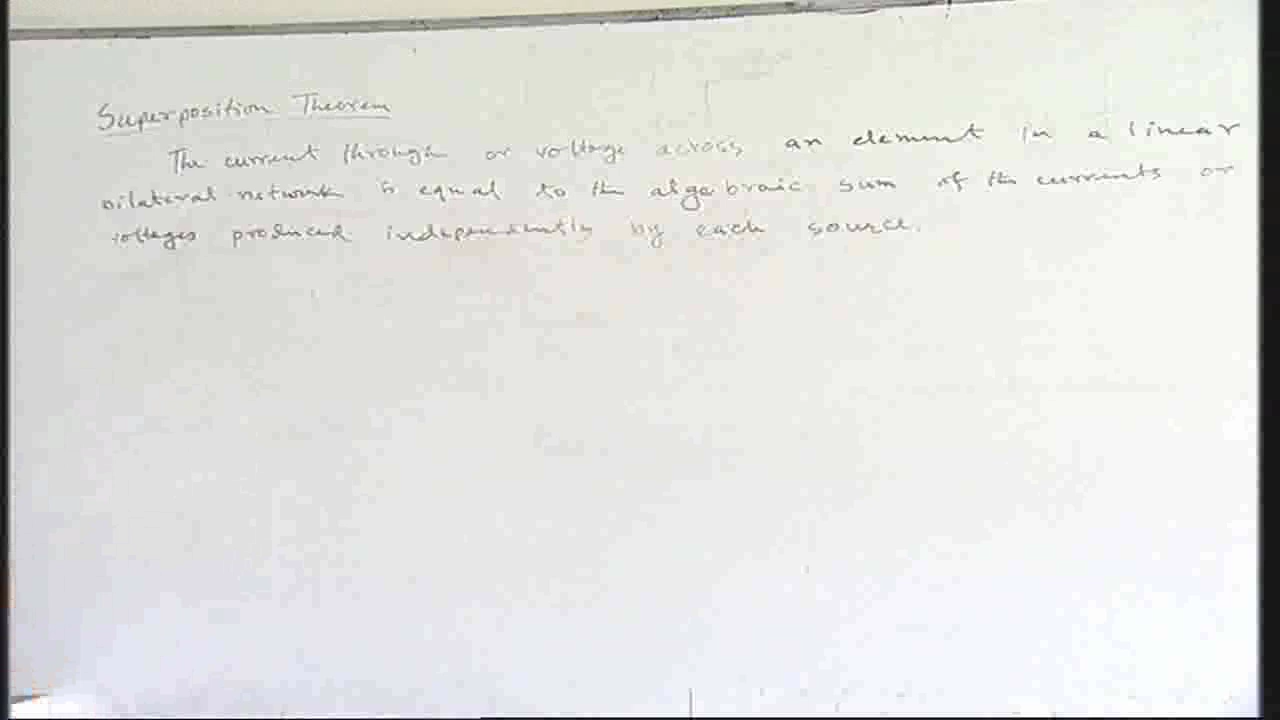 Superposition Theorem
The current through or voltage across an element in a linear
bilateral network is equal to the algebraic sum of the currents or
voltages produced independently by each source.